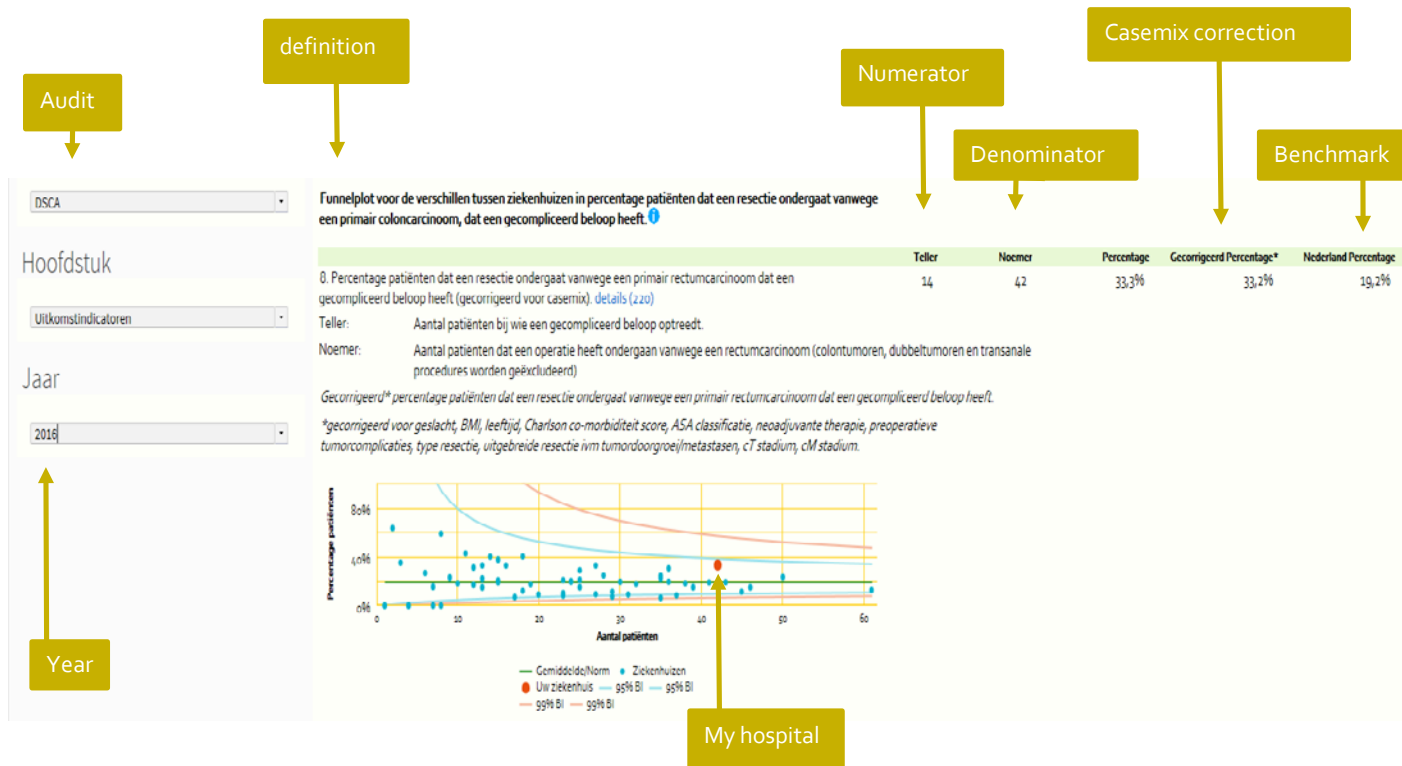 definition
Casemix correction
Numerator
Audit
Denominator
Benchmark
DSCA
Funnelplot voor de verschillen tussen ziekenhuizen in percentage patiënten dat een resectie ondergaat vanwege
een primair coloncarcinoom, dat een gecompliceerd beloop heeft.
Hoofdstuk
Teller Noemer Percentage Gecorrigeerd Percentage* Nederland Percentage
8. Percentage patiënten dat een resectie ondergaat vanwege een primair rectumcarcinoom dat een
gecompliceerd beloop heeft (gecorrigeerd voor casemix). details (220)
14 42 33,3% 33,2% 19,2%
Uitkomstindicatoren
Teller: Aantal patiënten bij wie een gecompliceerd beloop optreedt.
Noemer: Aantal patienten dat een operatie heeft ondergaan vanwege een rectumcarcinoom (colontumoren, dubbeltumoren en transanale
procedures worden geëxcludeerd)
Jaar
Gecorrigeerd* percentage patiënten dat een resectie ondergaat vanwege een primair rectumcarcinoom dat een gecompliceerd beloop heeft.
2016
*gecorrigeerd voor geslacht, BMI, leeftijd, Charlson co-morbiditeit score, ASA classificatie, neoadjuvante therapie, preoperatieve
tumorcomplicaties, type resectie, uitgebreide resectie ivm tumordoorgroei/metastasen, cT stadium, cM stadium.
Percentage patiënten
80%
40%
0%
0 10 20 30 40 50 60
Aantal patiënten
Gemiddelde/Norm Ziekenhuizen
Uw ziekenhuis 95% BI 95% BI
99% BI 99% BI
Year
My hospital